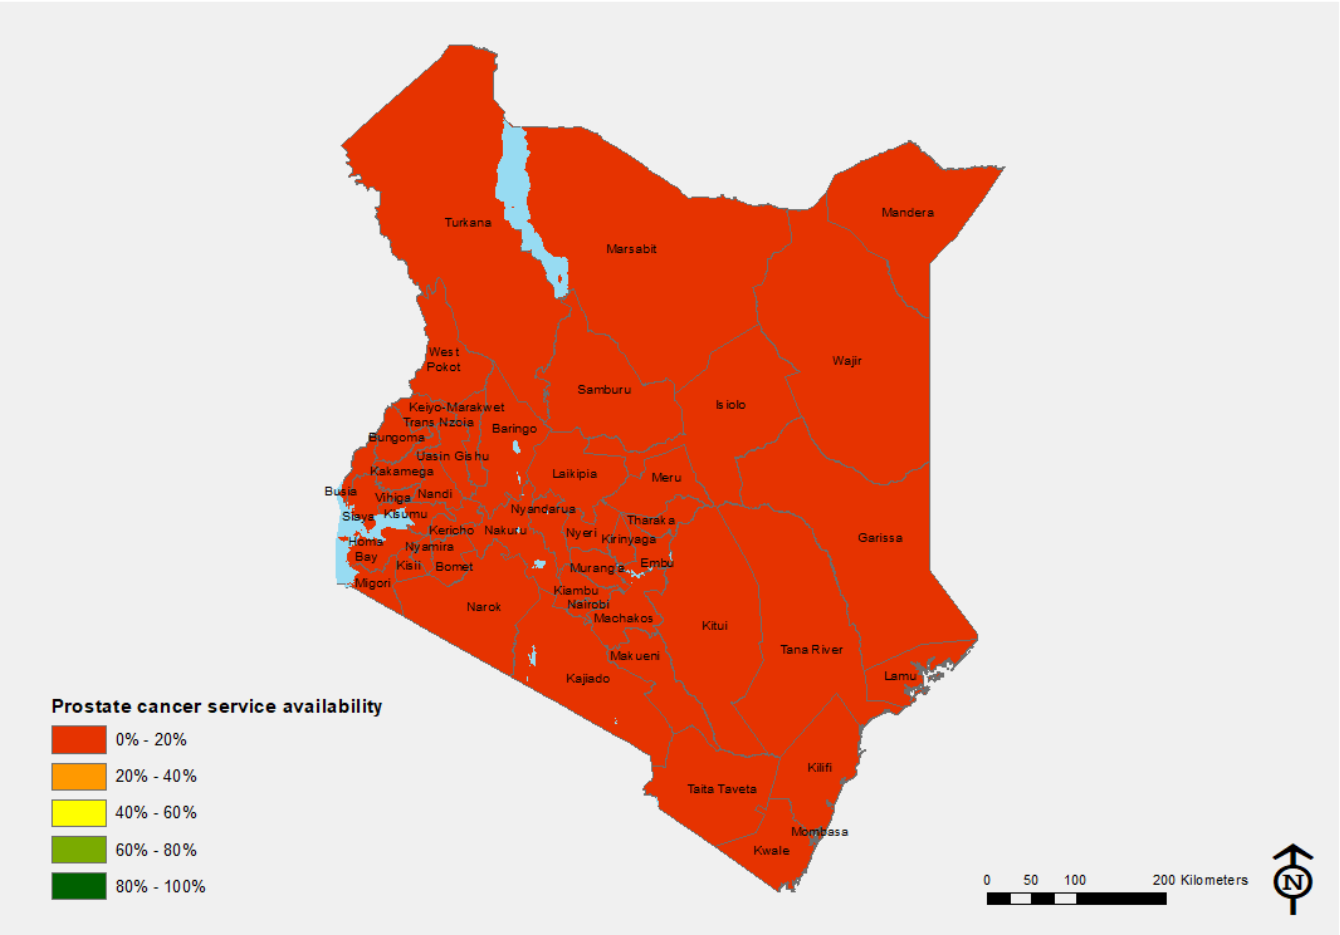 Mandera
Turkana
Marsabit
West
Pokot
Wajir
Samburu
Isiolo
Keiyo-Marakwet
Trans Nzoia
Baringo
Bungoma
Uasin Gishu
Kakamega
Laikipia
Meru
Busia
Vihiga
Nandi
Siaya
Kisumu
Nyandarua
Tharaka
Kericho
Nakuru
Nyeri
Kirinyaga
Garissa
Homa
Bay
Nyamira
Kisii
Bomet
Murang'a
Embu
Migori
Kiambu
Nairobi
Narok
Machakos
Kitui
Makueni
Tana River
Kajiado
Lamu
Prostate cancer service availability
0% - 20%
20% - 40%
40% - 60%
60% - 80%
80% - 100%
Kilifi
Taita Taveta
Mombasa
Kwale
0 50 100 200 Kilometers
N